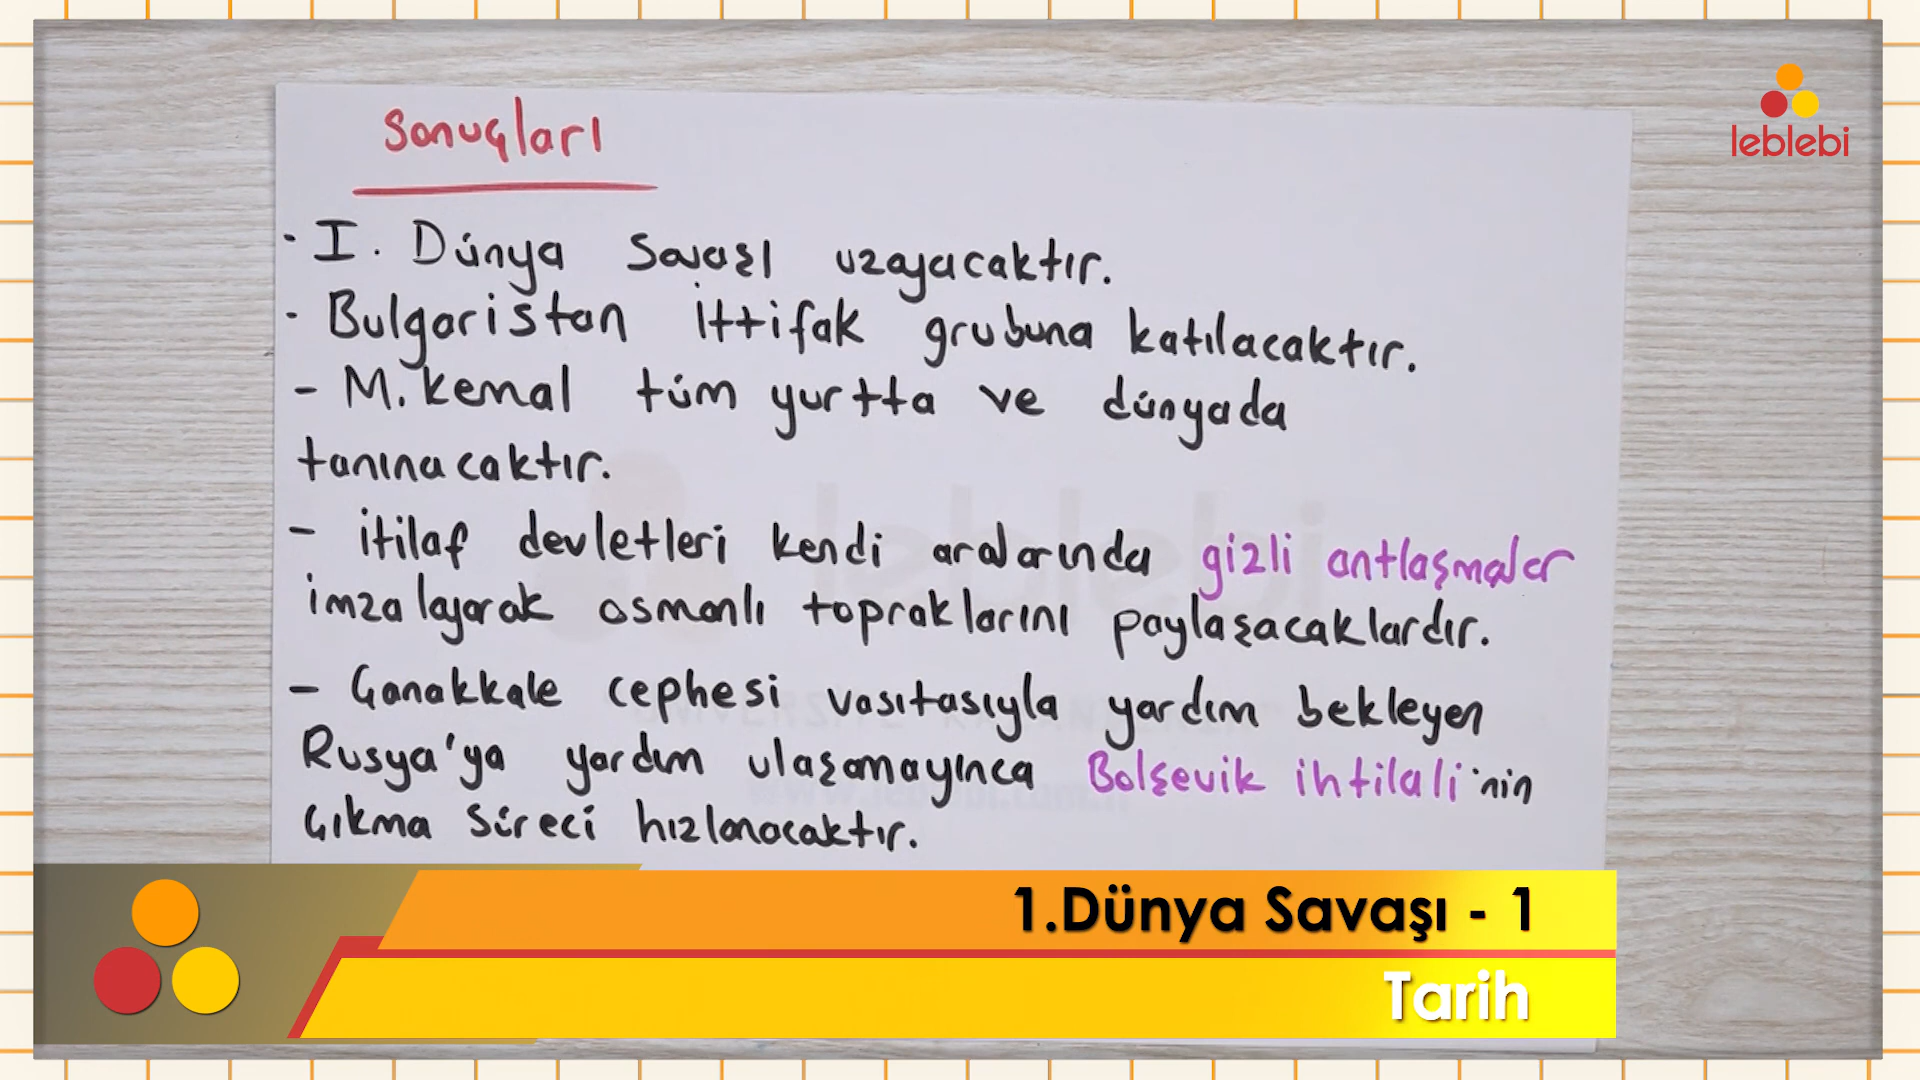 leblebi
Sonuçları
· I. Dünya Savaşı uzayacaktır.
· Bulgaristan İttifak grubuna katılacaktır.
- M. Kemal tüm yurtta ve dünyada
tanınacaktır.
- itilaf devletleri kendi aralarında gizli antlaşmalar
imzalayarak osmanlı topraklarını paylaşacaklardır.
- Çanakkale cephesi vasıtasıyla yardım bekleyen
Rusya'ya yardım ulaşamayınca Bolşevik ihtilali'nin
çıkma süreci hızlanacaktır.
1.Dünya Savaşı - 1
Tarih